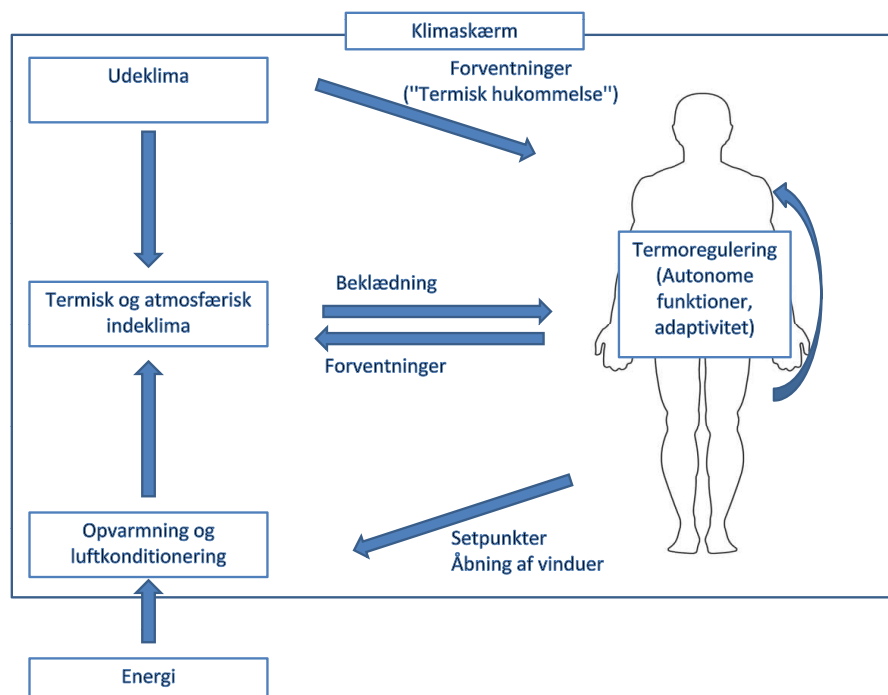 Klimaskærm
Udeklima
Forventninger
("Termisk hukommelse")
Termoregulering
(Autonome
funktioner,
adaptivitet)
Termisk og atmosfærisk
indeklima
Beklædning
Forventninger
Opvarmning og
luftkonditionering
Setpunkter
Åbning af vinduer
Energi